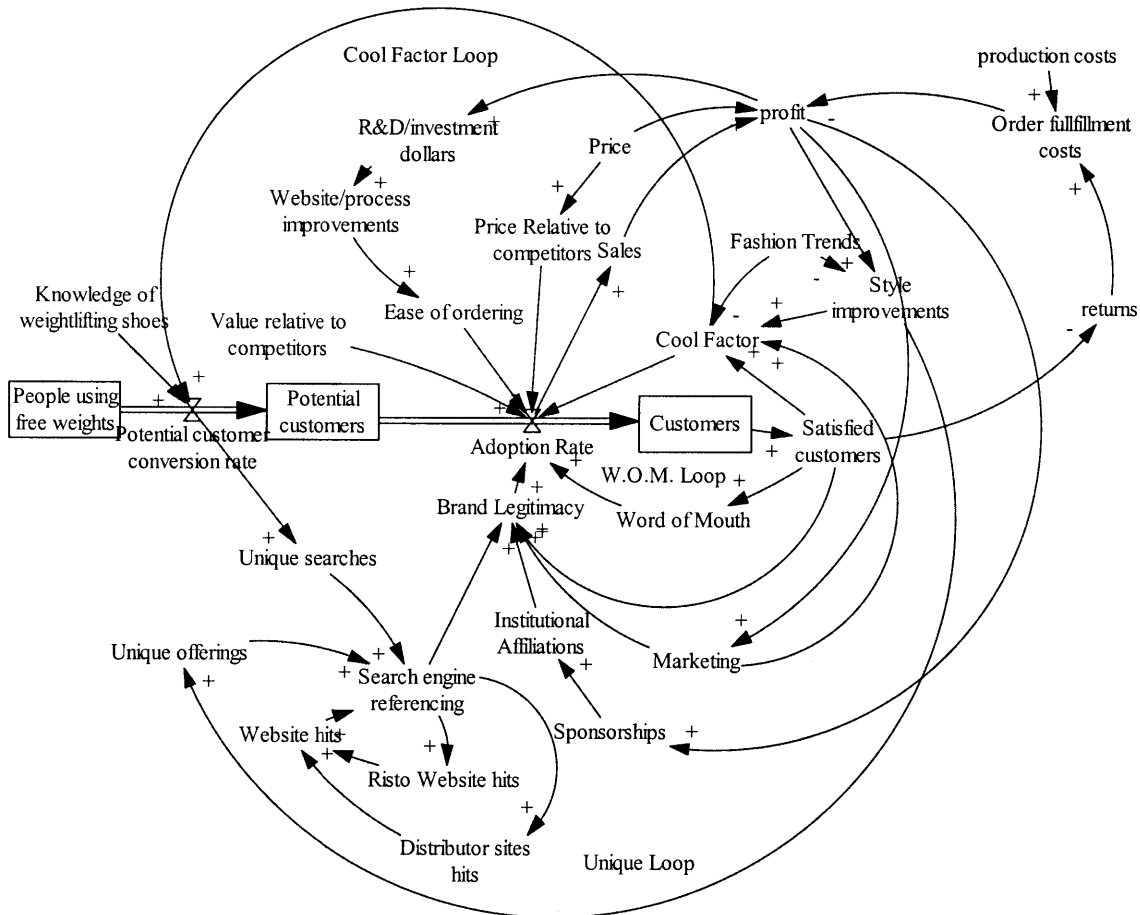 Cool Factor Loop
production costs
profit
R&D/investment
dollars
Order fullfillment
costs
Price
Website/process
improvements
Price Relative to
competitors
Sales
Fashion Trends
Style
improvements
Knowledge of
weightlifting shoes
Value relative to
competitors
Ease of ordering
returns
Cool Factor
People using
free weights
Potential
customers
Customers
Satisfied
customers
Potential customer
conversion rate
Adoption Rate
W.O.M. Loop
Brand Legitimacy
Word of Mouth
Unique searches
Institutional
Affiliations
Unique offerings
Marketing
Search engine
referencing
Website hits
Sponsorships
Risto Website hits
Distributor sites
hits
Unique Loop